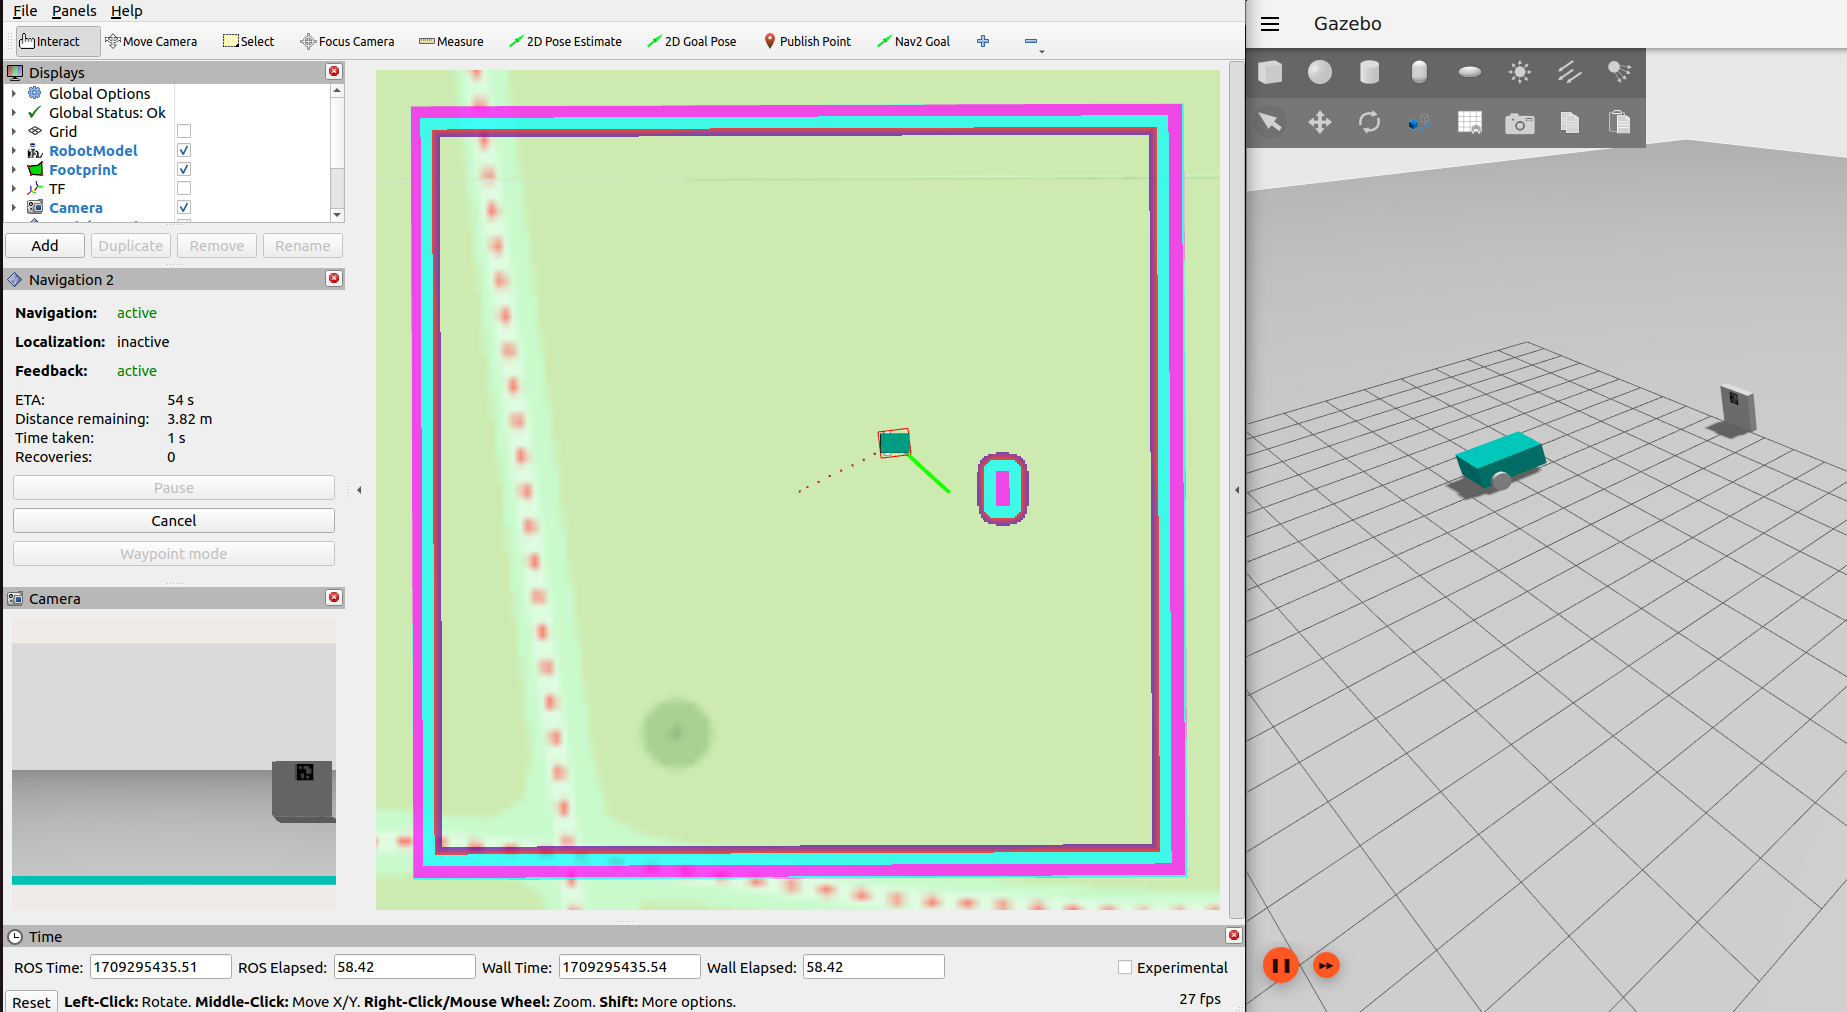 File Panels Help
Interact Move Camera Select Focus Camera Measure 2D Pose Estimate 2D Goal Pose Publish Point Nav2 Goal
Displays
Global Options
Global Status: Ok
Grid
RobotModel
Footprint
TF
Camera
Add Duplicate Remove Rename
Navigation 2
Navigation: active
Localization: inactive
Feedback: active
ETA: 54 s
Distance remaining: 3.82 m
Time taken: 1 s
Recoveries: 0
Pause
Cancel
Waypoint mode
Camera
Time
ROS Time: 1709295435.51 ROS Elapsed: 58.42 Wall Time: 1709295435.54 Wall Elapsed: 58.42 Experimental
Reset Left-Click: Rotate. Middle-Click: Move X/Y. Right-Click/Mouse Wheel: Zoom. Shift: More options. 27 fps
Gazebo